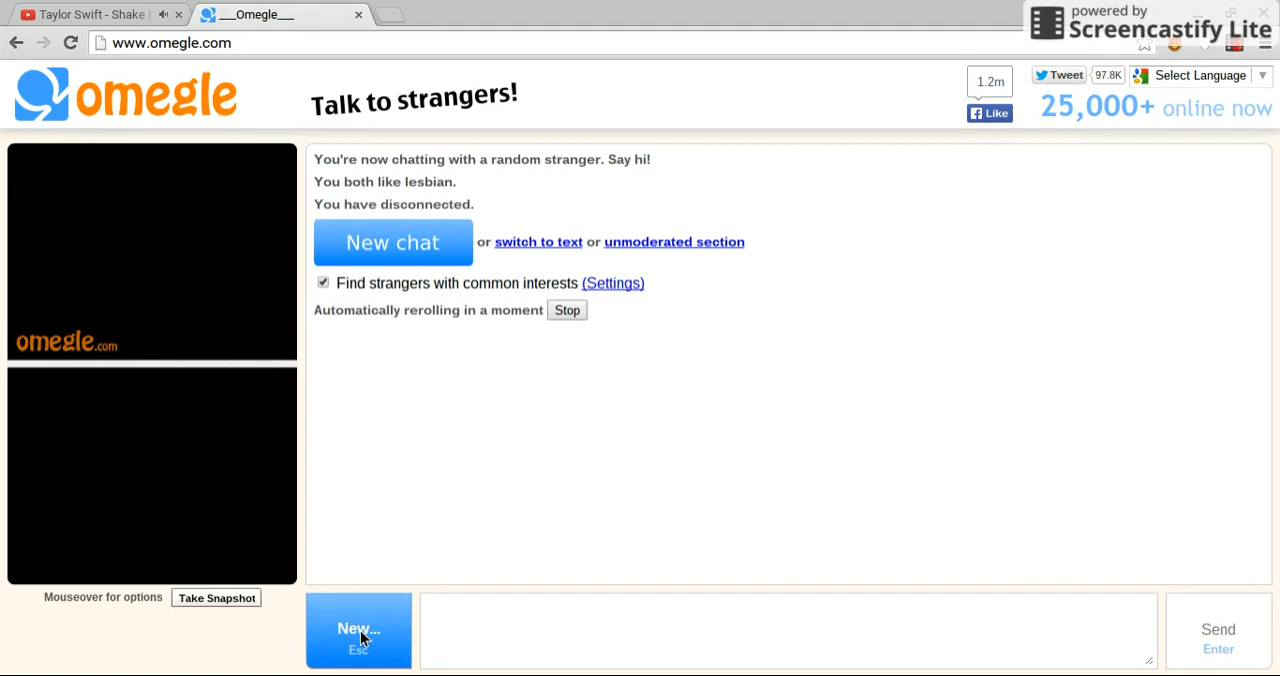 Taylor Swift - Shake
___Omegle___
powered by
Screencastify Lite
www.omegle.com
omegle
Talk to strangers!
1.2m
Like
Tweet
97.8K
Select Language
25,000+ online now
You're now chatting with a random stranger. Say hi!
You both like lesbian.
You have disconnected.
New chat or switch to text or unmoderated section
Find strangers with common interests (Settings)
Automatically rerolling in a moment Stop
omegle.com
Mouseover for options Take Snapshot
New...
Esc
Send
Enter